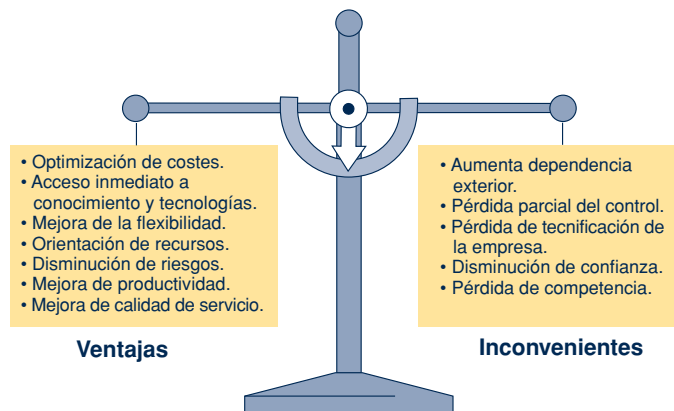 • Optimización de costes.
• Acceso inmediato a
conocimiento y tecnologías.
• Mejora de la flexibilidad.
• Orientación de recursos.
• Disminución de riesgos.
• Mejora de productividad.
• Mejora de calidad de servicio.
Ventajas
• Aumenta dependencia
exterior.
• Pérdida parcial del control.
• Pérdida de tecnificación de
la empresa.
• Disminución de confianza.
• Pérdida de competencia.
Inconvenientes